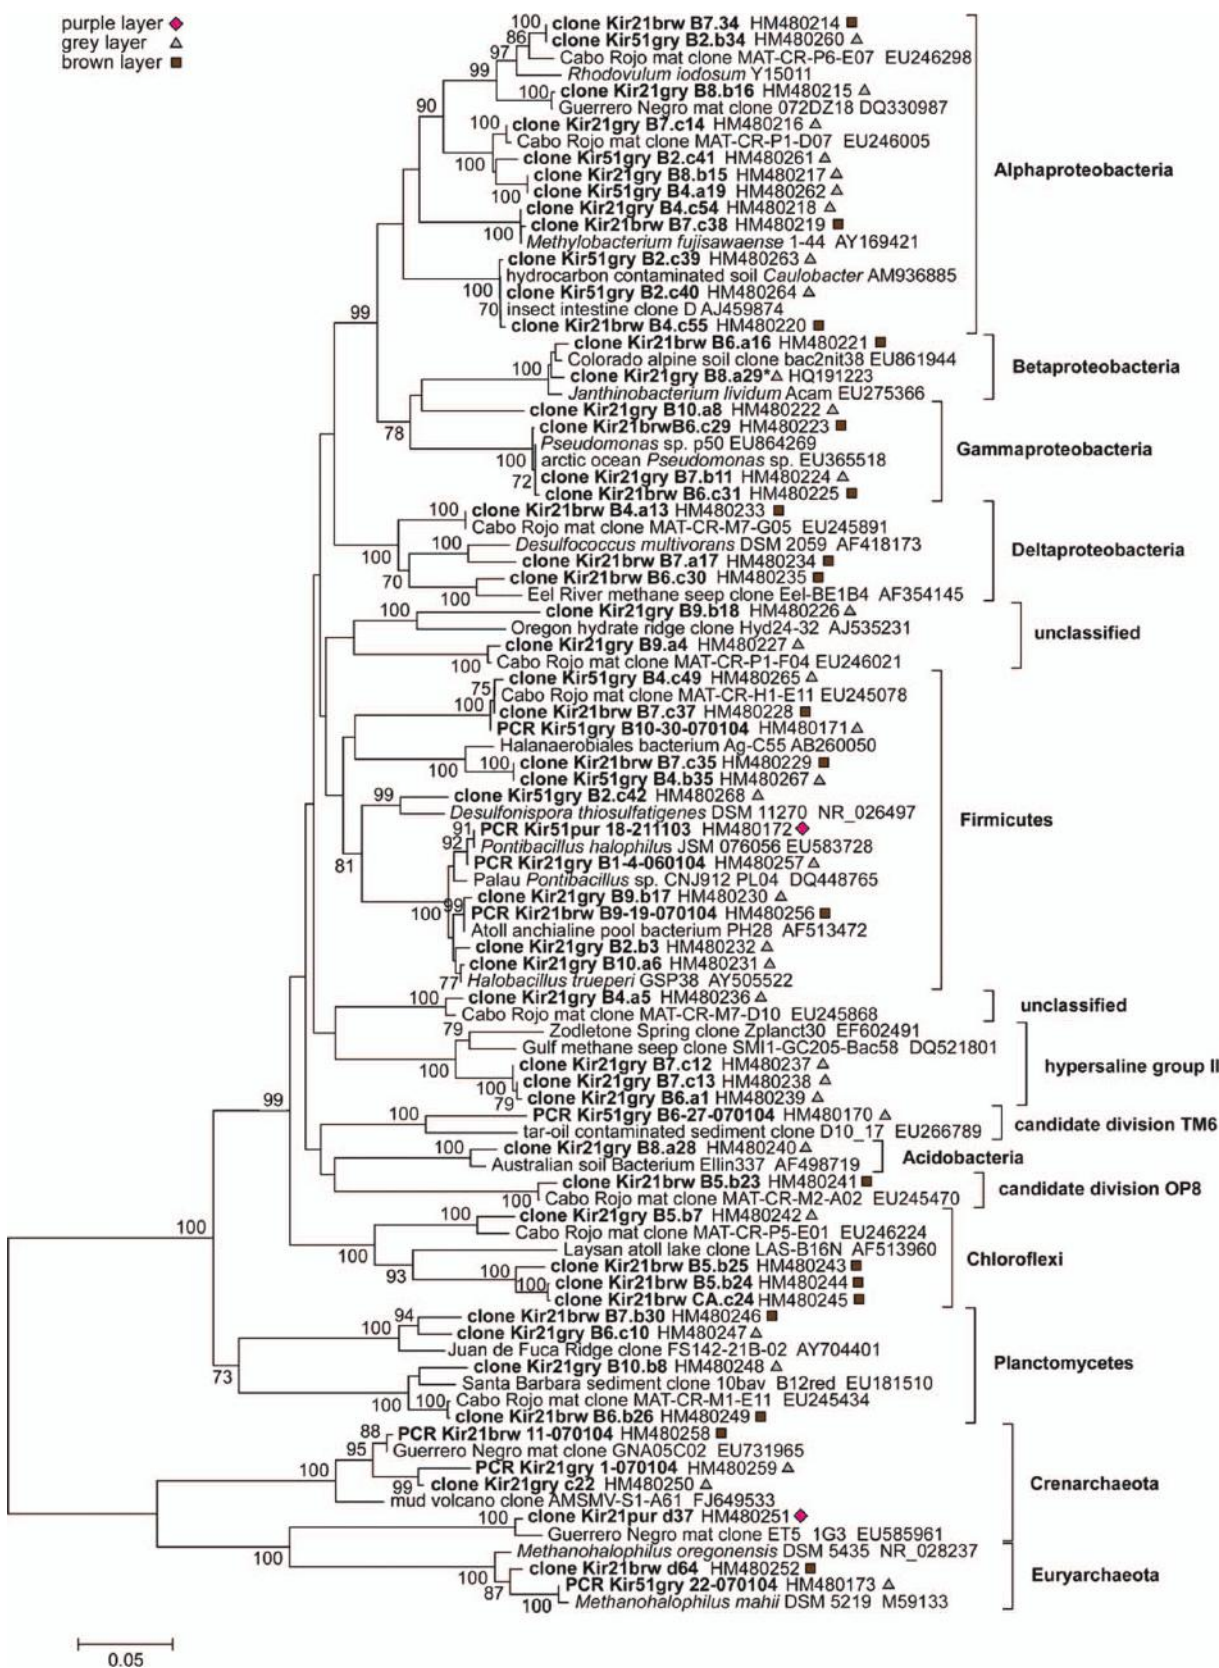 purple layer
grey layer
brown layer
100 clone Kir21brw B7.34 HM480214
86 clone Kir51gry B2.b34 HM480260
97 Cabo Rojo mat clone MAT-CR-P6-E07 EU246298
99 Rhodovulum iodosum Y15011
100 clone Kir21gry B8.b16 HM480215
90 Guerrero Negro mat clone 072DZ18 DQ330987
100 clone Kir21gry B7.c14 HM480216
Cabo Rojo mat clone MAT-CR-P1-D07 EU246005
100 clone Kir51gry B2.c41 HM480261
Alphaproteobacteria
clone Kir21gry B8.b15 HM480217
100 clone Kir51gry B4.a19 HM480262
clone Kir21gry B4.c54 HM480218
clone Kir21brw B7.c38 HM480219
100 Methylobacterium fujisawaense 1-44 AY169421
clone Kir51gry B2.c39 HM480263
hydrocarbon contaminated soil Caulobacter AM936885
clone Kir51gry B2.c40 HM480264
99 70 insect intestine clone D AJ459874
clone Kir21brw B4.c55 HM480220
clone Kir21brw B6.a16 HM480221
100 Colorado alpine soil clone bac2nit38 EU861944
Betaproteobacteria
clone Kir21gry B8.a29* HQ191223
Janthinobacterium lividum Acam EU275366
clone Kir21gry B10.a8 HM480222
78 clone Kir21brwB6.c29 HM480223
Pseudomonas sp. p50 EU864269
Gammaproteobacteria
100 arctic ocean Pseudomonas sp. EU365518
72 clone Kir21gry B7.b11 HM480224
clone Kir21brw B6.c31 HM480225
100 clone Kir21brw B4.a13 HM480233
Cabo Rojo mat clone MAT-CR-M7-G05 EU245891
100 100 Desulfococcus multivorans DSM 2059 AF418173
Deltaproteobacteria
clone Kir21brw B7.a17 HM480234
70 clone Kir21brw B6.c30 HM480235
100 Eel River methane seep clone Eel-BE1B4 AF354145
100 clone Kir21gry B9.b18 HM480226
Oregon hydrate ridge clone Hyd24-32 AJ535231
unclassified
clone Kir21gry B9.a4 HM480227
100 Cabo Rojo mat clone MAT-CR-P1-F04 EU246021
clone Kir51gry B4.c49 HM480265
75 Cabo Rojo mat clone MAT-CR-H1-E11 EU245078
100 clone Kir21brw B7.c37 HM480228
PCR Kir51gry B10-30-070104 HM480171
Halanaerobiales bacterium Ag-C55 AB260050
100 100 clone Kir21brw B7.c35 HM480229
clone Kir51gry B4.b35 HM480267
99 clone Kir51gry B2.c42 HM480268
Desulfonispora thiosulfatigenes DSM 11270 NR_026497
Firmicutes
91 PCR Kir51pur 18-211103 HM480172
92 Pontibacillus halophilus JSM 076056 EU583728
81 PCR Kir21gry B1-4-060104 HM480257
Palau Pontibacillus sp. CNJ912 PL04 DQ448765
99 clone Kir21gry B9.b17 HM480230
100 PCR Kir21brw B9-19-070104 HM480256
Atoll anchialine pool bacterium PH28 AF513472
clone Kir21gry B2.b3 HM480232
clone Kir21gry B10.a6 HM480231
77 Halobacillus trueperi GSP38 AY505522
100 clone Kir21gry B4.a5 HM480236
unclassified
Cabo Rojo mat clone MAT-CR-M7-D10 EU245868
79 Zodletone Spring clone Zplanct30 EF602491
Gulf methane seep clone SMI1-GC205-Bac58 DQ521801
100 clone Kir21gry B7.c12 HM480237
hypersaline group II
clone Kir21gry B7.c13 HM480238
99 79 clone Kir21gry B6.a1 HM480239
100 PCR Kir51gry B6-27-070104 HM480170
tar-oil contaminated sediment clone D10_17 EU266789
candidate division TM6
clone Kir21gry B8.a28 HM480240
Acidobacteria
Australian soil Bacterium Ellin337 AF498719
clone Kir21brw B5.b23 HM480241
candidate division OP8
100 Cabo Rojo mat clone MAT-CR-M2-A02 EU245470
100 100 clone Kir21gry B5.b7 HM480242
Cabo Rojo mat clone MAT-CR-P5-E01 EU246224
100 Laysan atoll lake clone LAS-B16N AF513960
Chloroflexi
93 100 clone Kir21brw B5.b25 HM480243
100 clone Kir21brw B5.b24 HM480244
clone Kir21brw CA.c24 HM480245
94 clone Kir21brw B7.b30 HM480246
100 clone Kir21gry B6.c10 HM480247
Juan de Fuca Ridge clone FS142-21B-02 AY704401
73 clone Kir21gry B10.b8 HM480248
Planctomycetes
Santa Barbara sediment clone 10bav B12red EU181510
100 100 Cabo Rojo mat clone MAT-CR-M1-E11 EU245434
clone Kir21brw B6.b26 HM480249
88 PCR Kir21brw 11-070104 HM480258
95 Guerrero Negro mat clone GNA05C02 EU731965
100 PCR Kir21gry 1-070104 HM480259
Crenarchaeota
99 clone Kir21gry c22 HM480250
mud volcano clone AMSMV-S1-A61 FJ649533
100 clone Kir21pur d37 HM480251
Guerrero Negro mat clone ET5 1G3 EU585961
100 Methanohalophilus oregonensis DSM 5435 NR_028237
100 clone Kir21brw d64 HM480252
Euryarchaeota
87 PCR Kir51gry 22-070104 HM480173
100 Methanohalophilus mahii DSM 5219 M59133
0.05